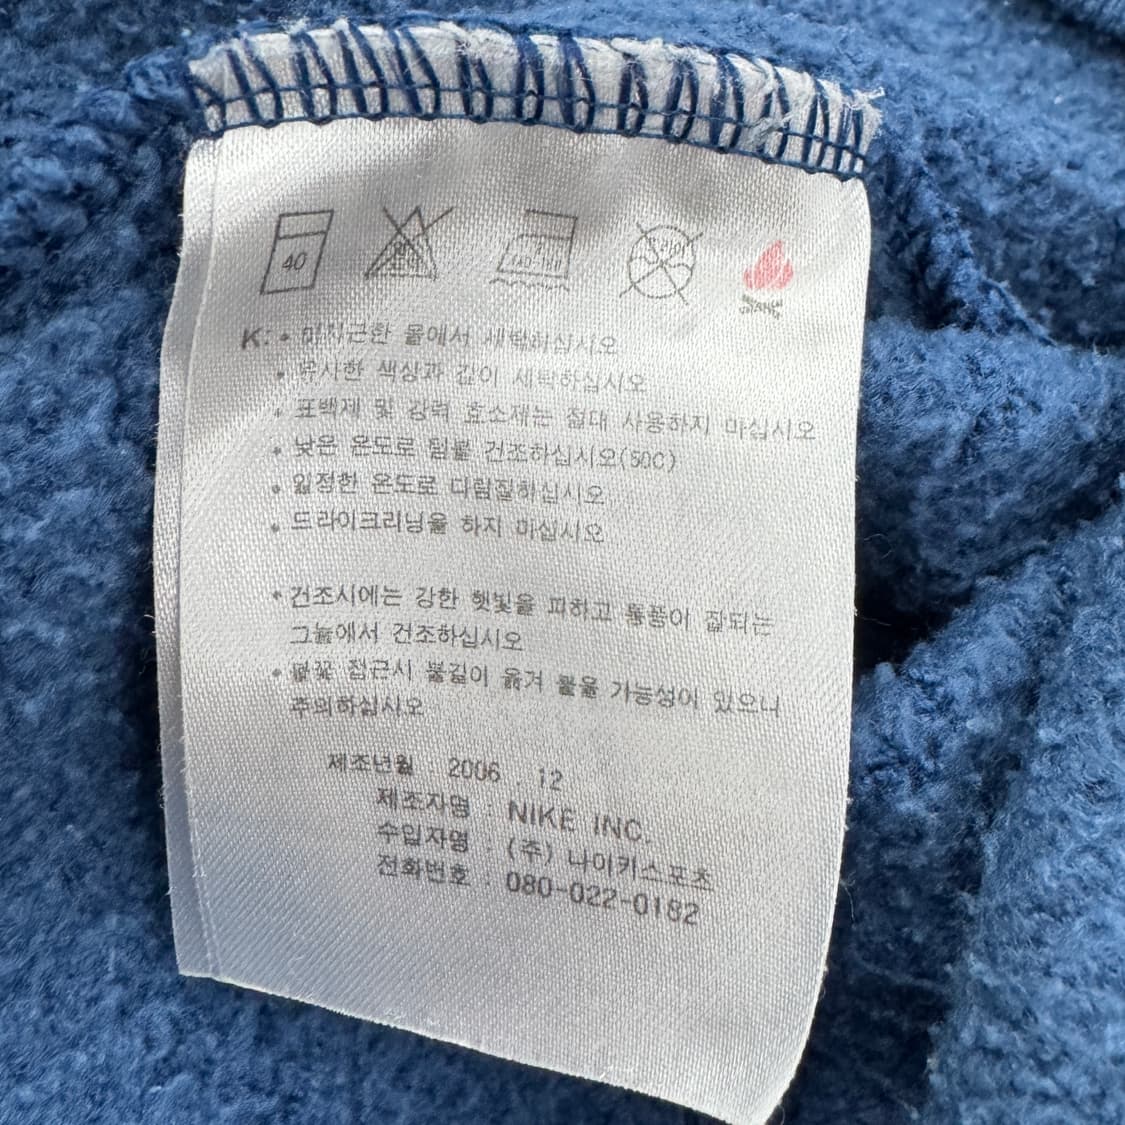 40
K: • 미지근한 물에서 세탁하십시오
• 유사한 색상과 같이 세탁하십시오
• 표백제 및 강력 효소제는 절대 사용하지 마십시오
• 낮은 온도로 텀블 건조하십시오(50C)
• 일정한 온도로 다림질하십시오
• 드라이크리닝을 하지 마십시오
• 건조시에는 강한 햇빛을 피하고 통풍이 잘되는
그늘에서 건조하십시오
• 불꽃 접근시 불길이 옮겨 붙을 가능성이 있으니
주의하십시오
제조년월 : 2006 . 12
제조자명 : NIKE INC.
수입자명 : (주) 나이키스포츠
전화번호 : 080-022-0182